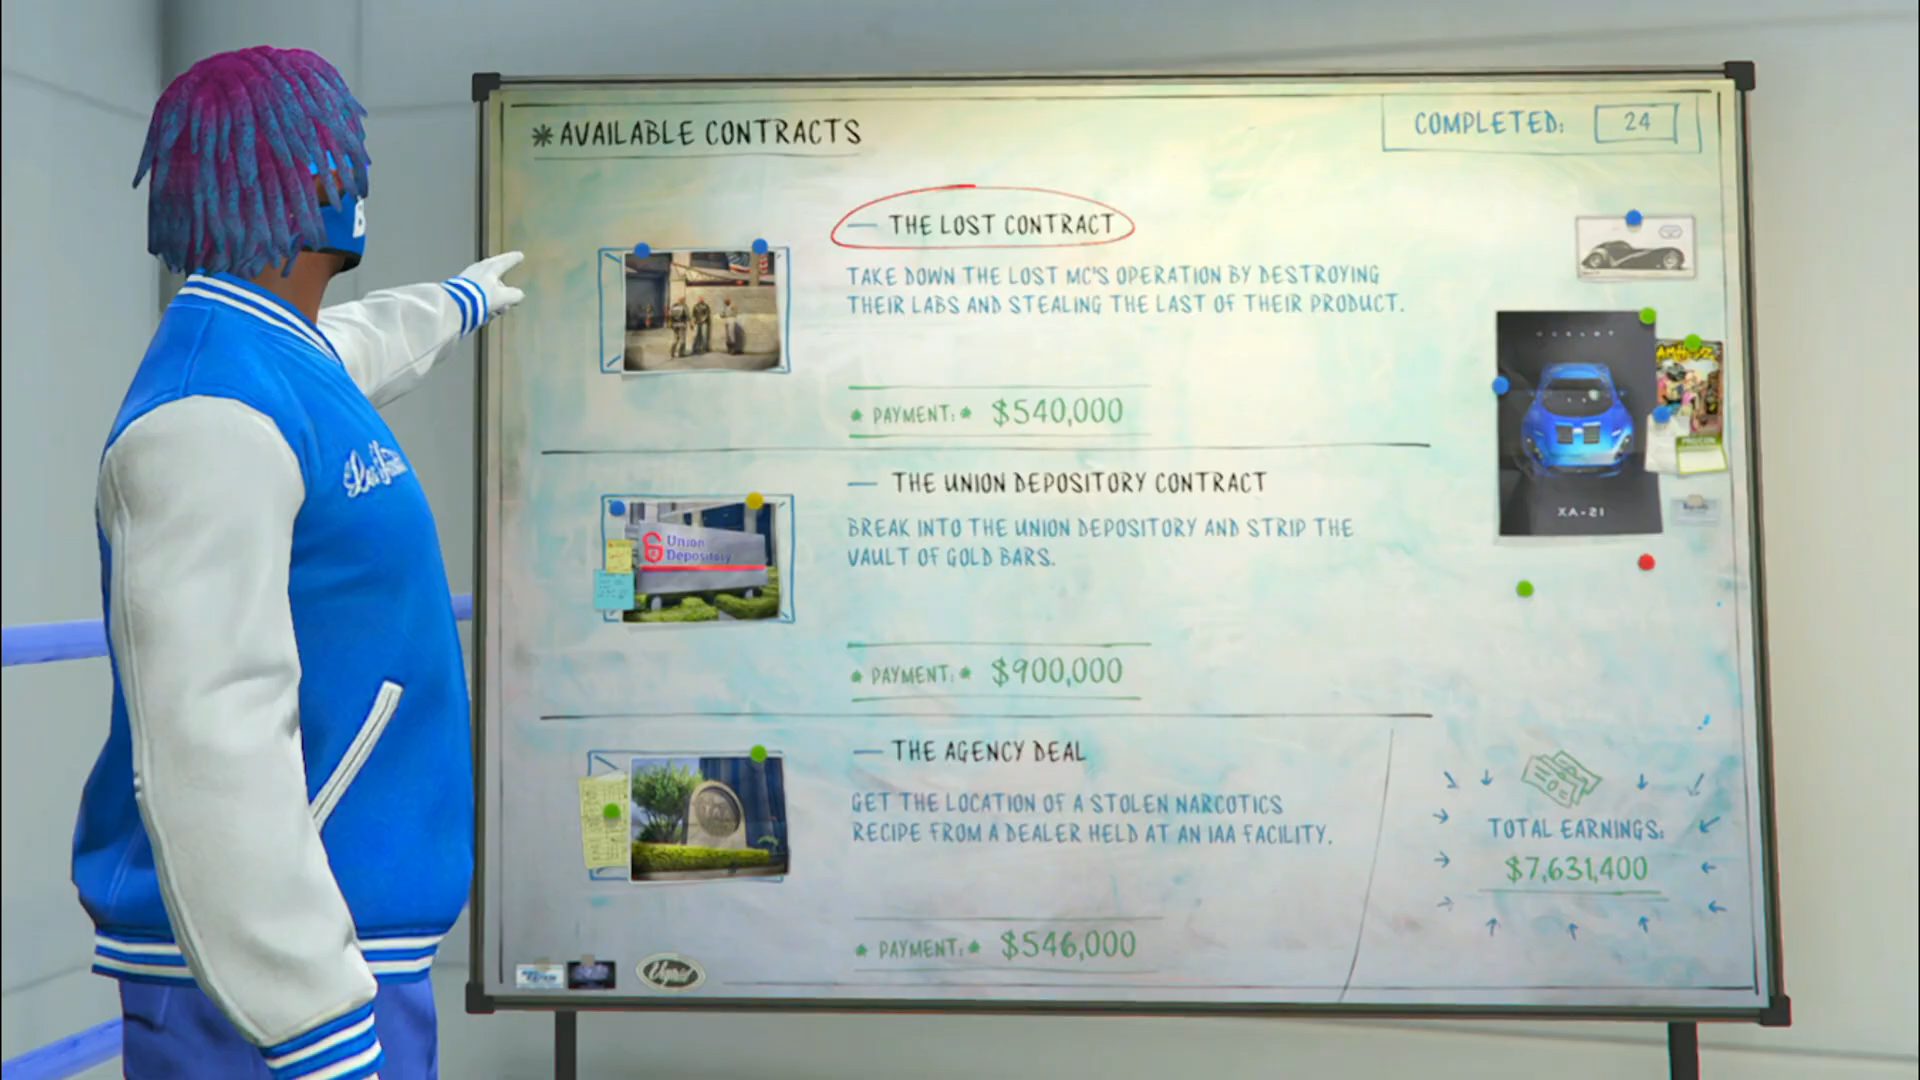 AVAILABLE CONTRACTS
COMPLETED: 24
THE LOST CONTRACT
TAKE DOWN THE LOST MC'S OPERATION BY DESTROYING
THEIR LABS AND STEALING THE LAST OF THEIR PRODUCT.
PAYMENT: $540,000
THE UNION DEPOSITORY CONTRACT
BREAK INTO THE UNION DEPOSITORY AND STRIP THE
VAULT OF GOLD BARS.
Union
Depository
PAYMENT: $900,000
THE AGENCY DEAL
GET THE LOCATION OF A STOLEN NARCOTICS
RECIPE FROM A DEALER HELD AT AN IAA FACILITY.
IAA
PAYMENT: $546,000
OCELOT
XA-21
TOTAL EARNINGS:
$7,631,400
Vapid